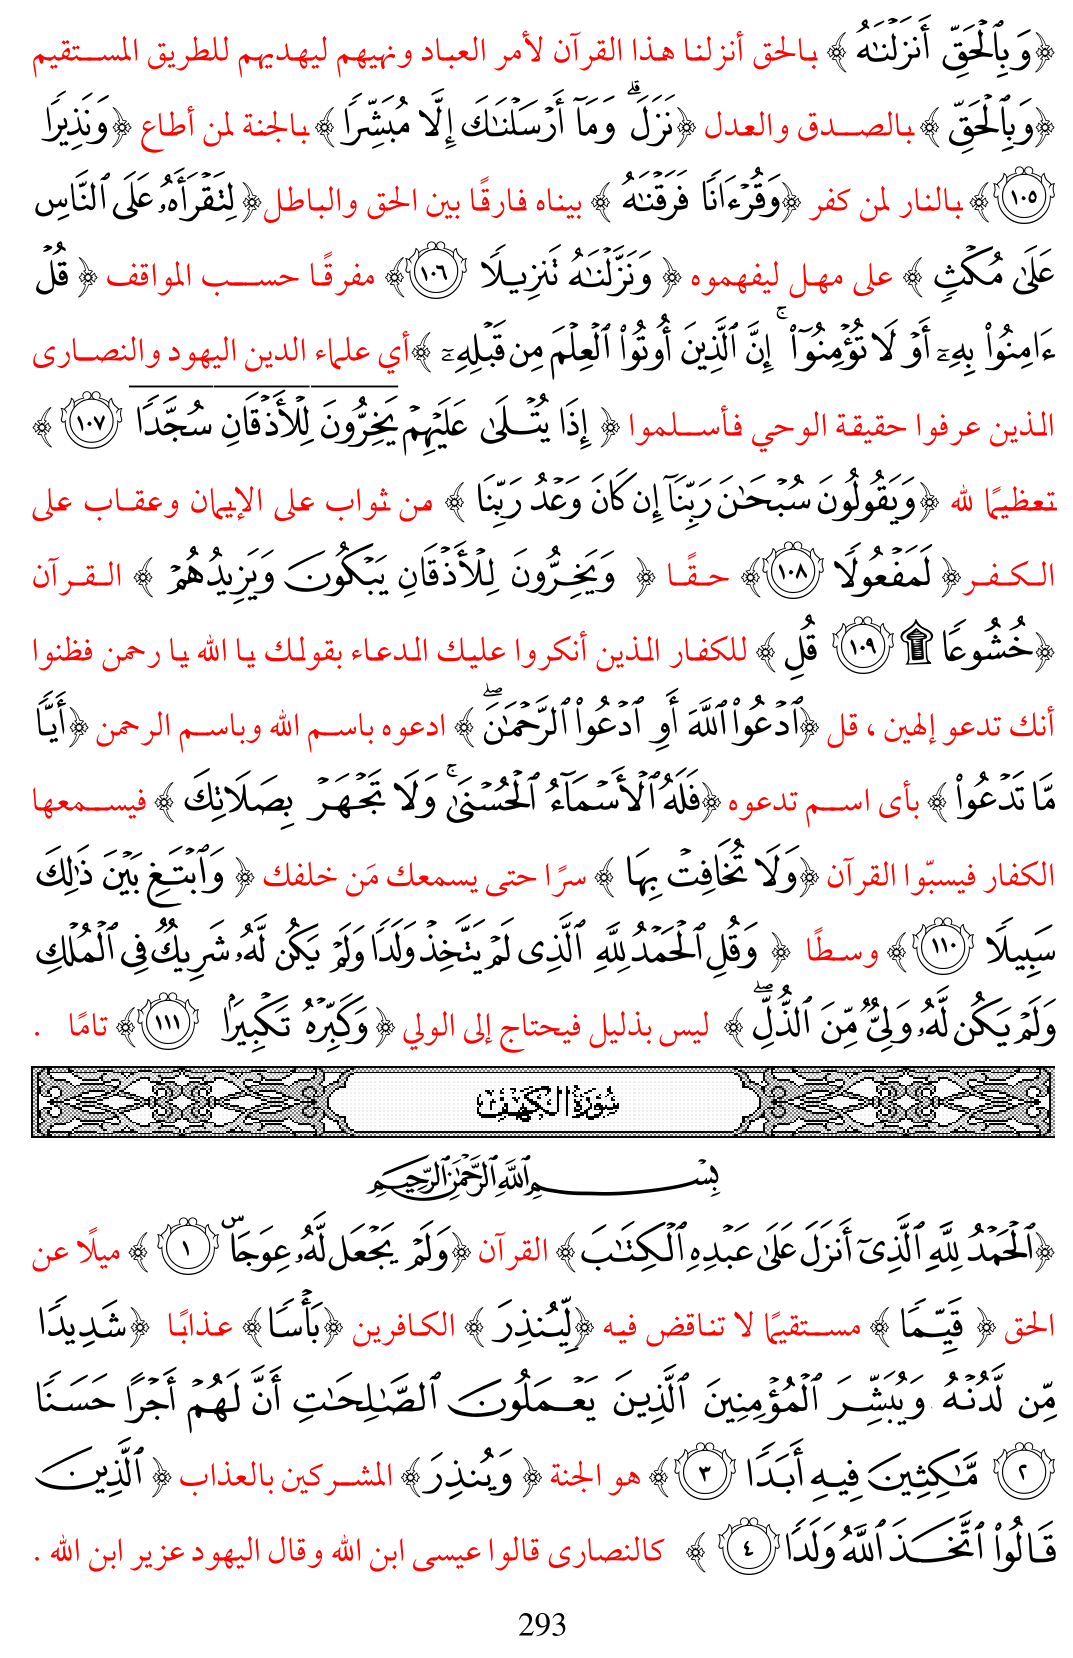 ﴿وَبِٱلْحَقِّ أَنزَلْنَٰهُ ﴾ بالحق أنزلنا هذا القرآن لأمر العباد ونهيهم ليهديهم للطريق المستقيم
﴿وَبِٱلْحَقِّ ﴾ بالصدق والعدل ﴿نَزَلَ ۗ وَمَآ أَرْسَلْنَٰكَ إِلَّا مُبَشِّرًا ﴾ بالجنة لمن أطاع ﴿وَنَذِيرًا
١٠٥﴾ بالنار لمن كفر ﴿وَقُرْءَانًا فَرَقْنَٰهُ ﴾ بيناه فارقًا بين الحق والباطل﴿ لِتَقْرَأَهُۥ عَلَى ٱلنَّاسِ
عَلَىٰ مُكْثٍ ﴾ على مهل ليفهموه ﴿ وَنَزَّلْنَٰهُ تَنزِيلًا ١٠٦﴾ مفرقًا حسب المواقف ﴿ قُلْ
ءَامِنُوا۟ بِهِۦٓ أَوْ لَا تُؤْمِنُوٓا۟ ۚ إِنَّ ٱلَّذِينَ أُوتُوا۟ ٱلْعِلْمَ مِن قَبْلِهِۦٓ ﴾أي علماء الدين اليهود والنصارى
الذين عرفوا حقيقة الوحي فأسلموا ﴿ إِذَا يُتْلَىٰ عَلَيْهِمْ يَخِرُّونَ لِلْأَذْقَانِ سُجَّدًا ١٠٧ ﴾
تعظيمًا لله ﴿وَيَقُولُونَ سُبْحَٰنَ رَبِّنَآ إِن كَانَ وَعْدُ رَبِّنَا ﴾ من ثواب على الإيمان وعقاب على
الكفر﴿ لَمَفْعُولًا ١٠٨﴾ حقًا ﴿ وَيَخِرُّونَ لِلْأَذْقَانِ يَبْكُونَ وَيَزِيدُهُمْ ﴾ القرآن
﴿خُشُوعًا ۩ ١٠٩ قُلِ ﴾ للكفار الذين أنكروا عليك الدعاء بقولك يا الله يا رحمن فظنوا
أنك تدعو إلهين ، قل ﴿ٱدْعُوا۟ ٱللَّهَ أَوِ ٱدْعُوا۟ ٱلرَّحْمَٰنَ ۖ ﴾ ادعوه باسم الله وباسم الرحمن ﴿أَيًّا
مَّا تَدْعُوا۟ ﴾ بأى اسم تدعوه ﴿فَلَهُ ٱلْأَسْمَآءُ ٱلْحُسْنَىٰ ۚ وَلَا تَجْهَرْ بِصَلَاتِكَ ﴾ فيسمعها
الكفار فيسبّوا القرآن ﴿وَلَا تُخَافِتْ بِهَا ﴾ سرًا حتى يسمعك مَن خلفك ﴿ وَٱبْتَغِ بَيْنَ ذَٰلِكَ
سَبِيلًا ١١٠ ﴾ وسطًا ﴿ وَقُلِ ٱلْحَمْدُ لِلَّهِ ٱلَّذِى لَمْ يَتَّخِذْ وَلَدًا وَلَمْ يَكُن لَّهُۥ شَرِيكٌ فِى ٱلْمُلْكِ
وَلَمْ يَكُن لَّهُۥ وَلِىٌّ مِّنَ ٱلذُّلِّ ۖ ﴾ ليس بذليل فيحتاج إلى الولي ﴿ وَكَبِّرْهُ تَكْبِيرًۢا ١١١﴾ تامًا .
سُورَةُ الكَهْفِ
بِسْمِ ٱللَّهِ ٱلرَّحْمَٰنِ ٱلرَّحِيمِ
﴿ٱلْحَمْدُ لِلَّهِ ٱلَّذِىٓ أَنزَلَ عَلَىٰ عَبْدِهِ ٱلْكِتَٰبَ﴾ القرآن ﴿وَلَمْ يَجْعَل لَّهُۥ عِوَجَاۜ ١ ﴾ ميلًا عن
الحق ﴿ قَيِّمًا ﴾ مستقيمًا لا تناقض فيه ﴿لِّيُنذِرَ ﴾ الكافرين ﴿بَأْسًا﴾ عذابًا ﴿شَدِيدًا
مِّن لَّدُنْهُ وَيُبَشِّرَ ٱلْمُؤْمِنِينَ ٱلَّذِينَ يَعْمَلُونَ ٱلصَّٰلِحَٰتِ أَنَّ لَهُمْ أَجْرًا حَسَنًا
٢ مَّٰكِثِينَ فِيهِ أَبَدًا ٣ ﴾ هو الجنة ﴿ وَيُنذِرَ﴾ المشركين بالعذاب ﴿ ٱلَّذِينَ
قَالُوا۟ ٱتَّخَذَ ٱللَّهُ وَلَدًا ٤ ﴾ كالنصارى قالوا عيسى ابن الله وقال اليهود عزير ابن الله .
293